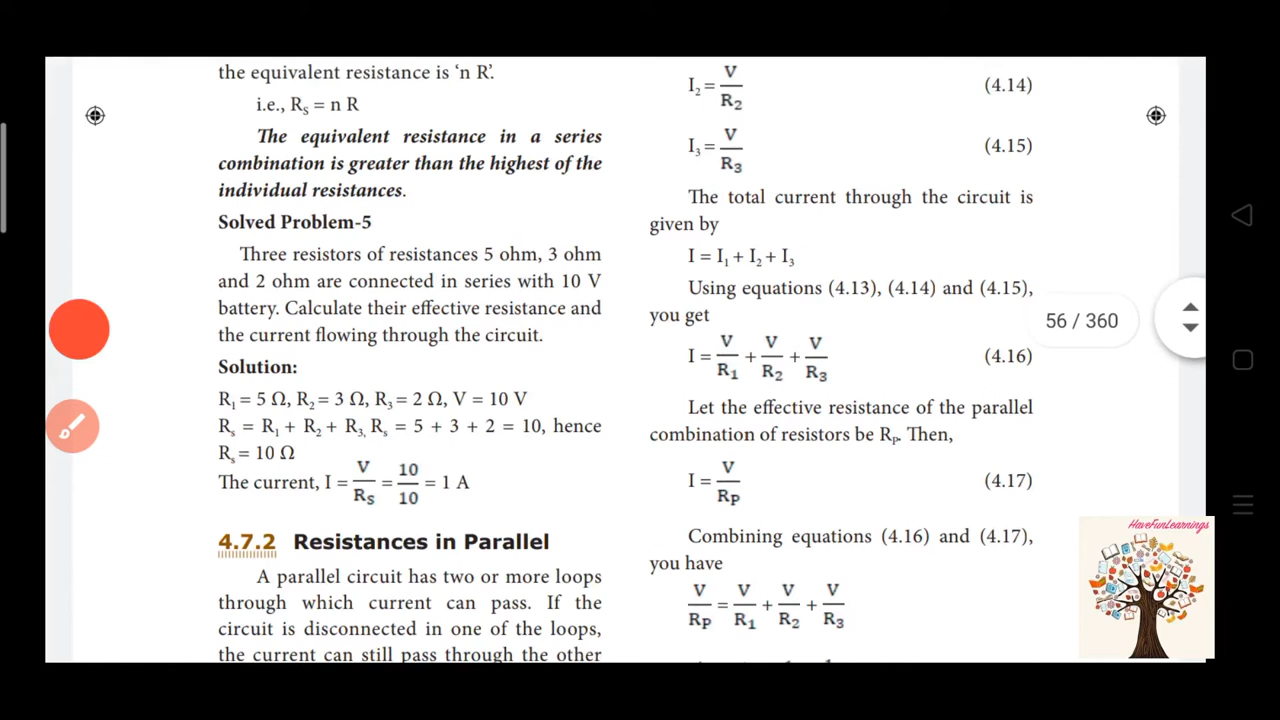 the equivalent resistance is ‘n R’.
i.e., Rs = n R
The equivalent resistance in a series
combination is greater than the highest of the
individual resistances.
Solved Problem-5
Three resistors of resistances 5 ohm, 3 ohm
and 2 ohm are connected in series with 10 V
battery. Calculate their effective resistance and
the current flowing through the circuit.
Solution:
R1 = 5 Ω, R2 = 3 Ω, R3 = 2 Ω, V = 10 V
Rs = R1 + R2 + R3, Rs = 5 + 3 + 2 = 10, hence
Rs = 10 Ω
The current, I = V/RS = 10/10 = 1 A
4.7.2 Resistances in Parallel
A parallel circuit has two or more loops
through which current can pass. If the
circuit is disconnected in one of the loops,
the current can still pass through the other
I2 = V/R2 (4.14)
I3 = V/R3 (4.15)
The total current through the circuit is
given by
I = I1 + I2 + I3
Using equations (4.13), (4.14) and (4.15),
you get
I = V/R1 + V/R2 + V/R3 (4.16)
Let the effective resistance of the parallel
combination of resistors be RP. Then,
I = V/RP (4.17)
Combining equations (4.16) and (4.17),
you have
V/RP = V/R1 + V/R2 + V/R3
56 / 360
HaveFunLearnings